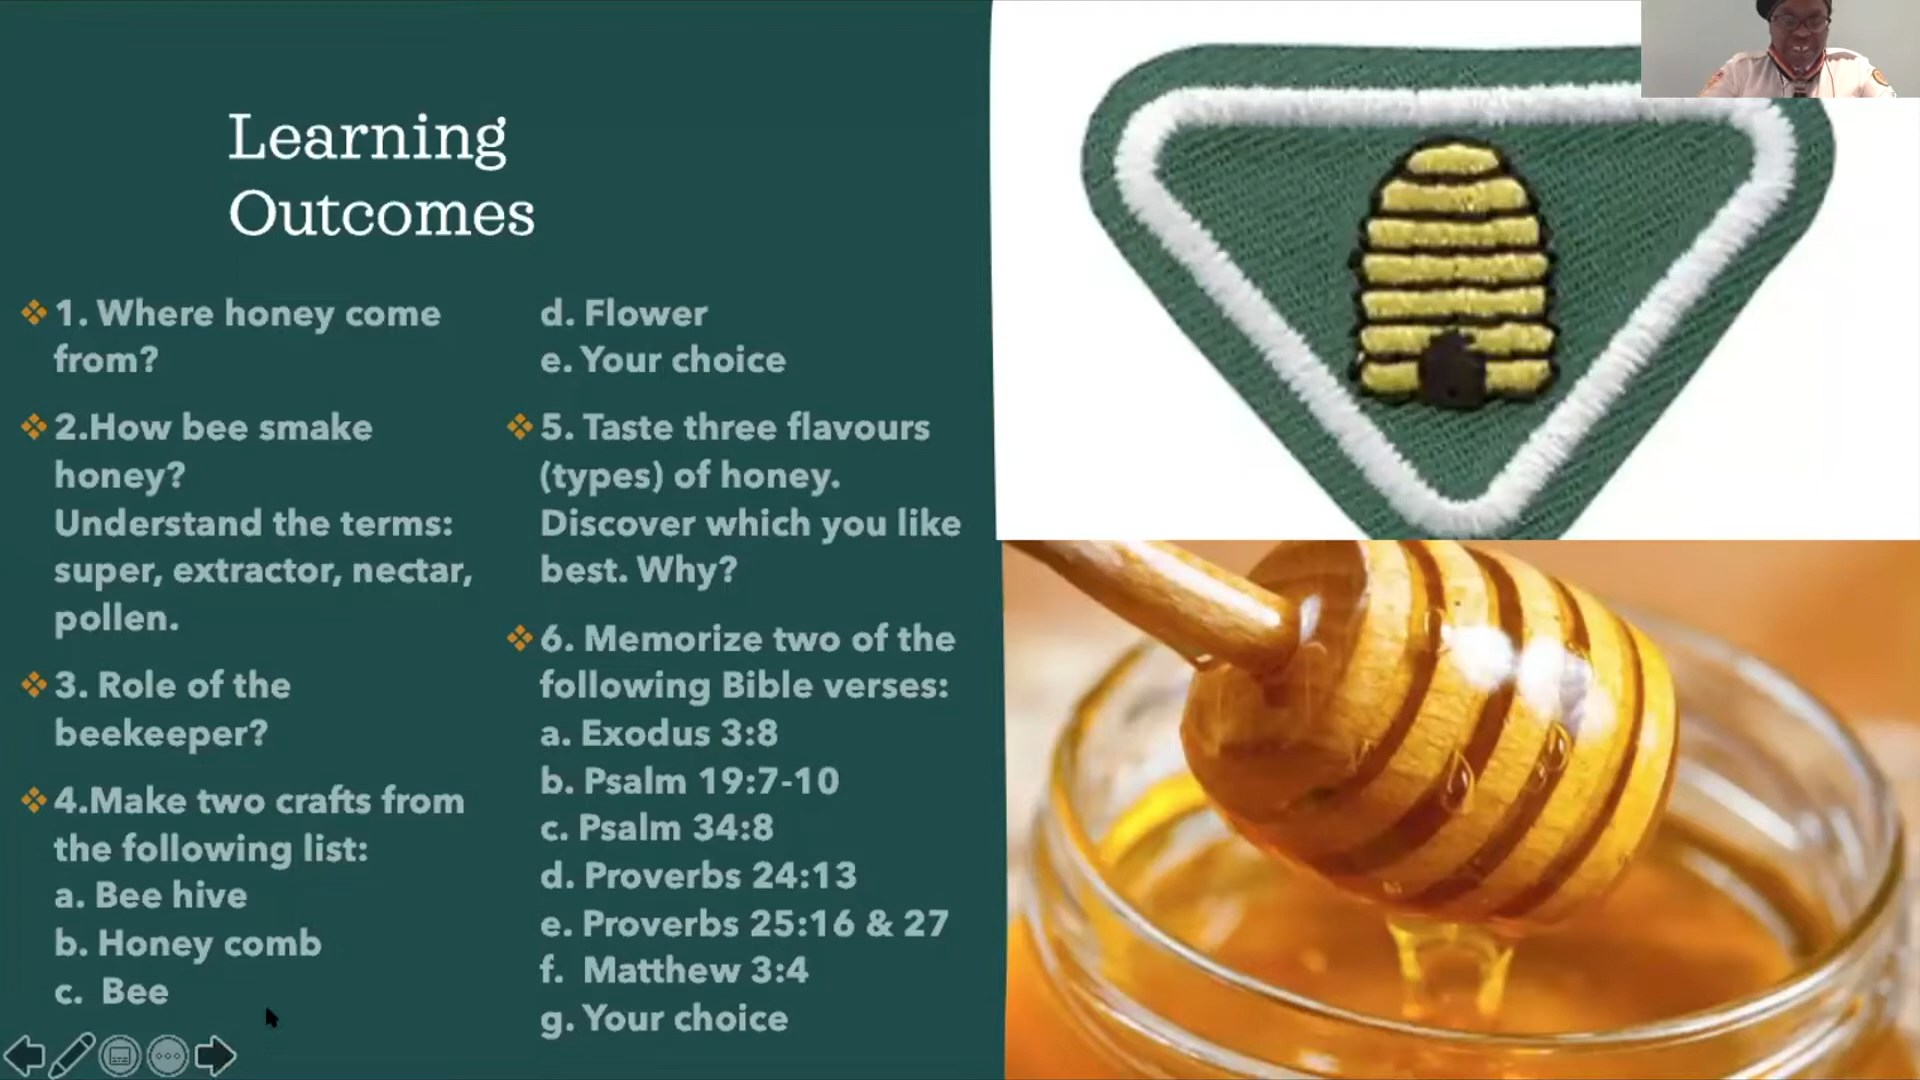 Learning
Outcomes
1. Where honey come
from?
2.How bee smake
honey?
Understand the terms:
super, extractor, nectar,
pollen.
3. Role of the
beekeeper?
4.Make two crafts from
the following list:
a. Bee hive
b. Honey comb
c. Bee
d. Flower
e. Your choice
5. Taste three flavours
(types) of honey.
Discover which you like
best. Why?
6. Memorize two of the
following Bible verses:
a. Exodus 3:8
b. Psalm 19:7-10
c. Psalm 34:8
d. Proverbs 24:13
e. Proverbs 25:16 & 27
f. Matthew 3:4
g. Your choice